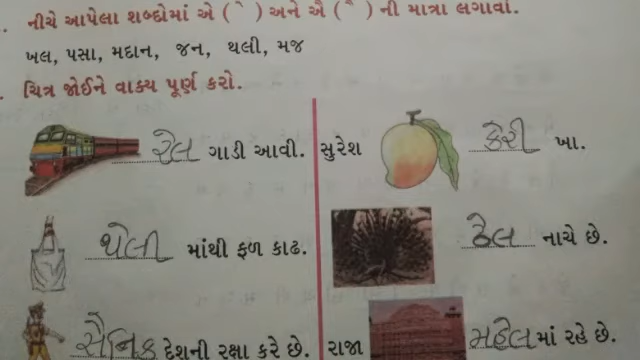 . નીચે આપેલા શબ્દોમાં એ ( ે ) અને ઐ ( ૈ ) ની માત્રા લગાવો.
ખલ, પસા, મદાન, જન, થલી, મજ
. ચિત્ર જોઈને વાક્ય પૂર્ણ કરો.
રેલ ગાડી આવી.
સુરેશ કેરી ખા.
થેલી માંથી ફળ કાઢ.
ઢેલ નાચે છે.
સૈનિક દેશની રક્ષા કરે છે.
રાજા મહેલ માં રહે છે.